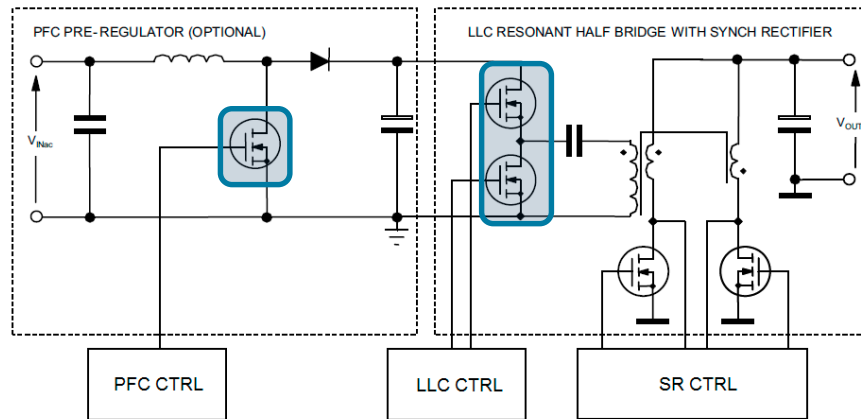 PFC PRE-REGULATOR (OPTIONAL)
LLC RESONANT HALF BRIDGE WITH SYNCH RECTIFIER
VINac
VOUT
PFC CTRL
LLC CTRL
SR CTRL